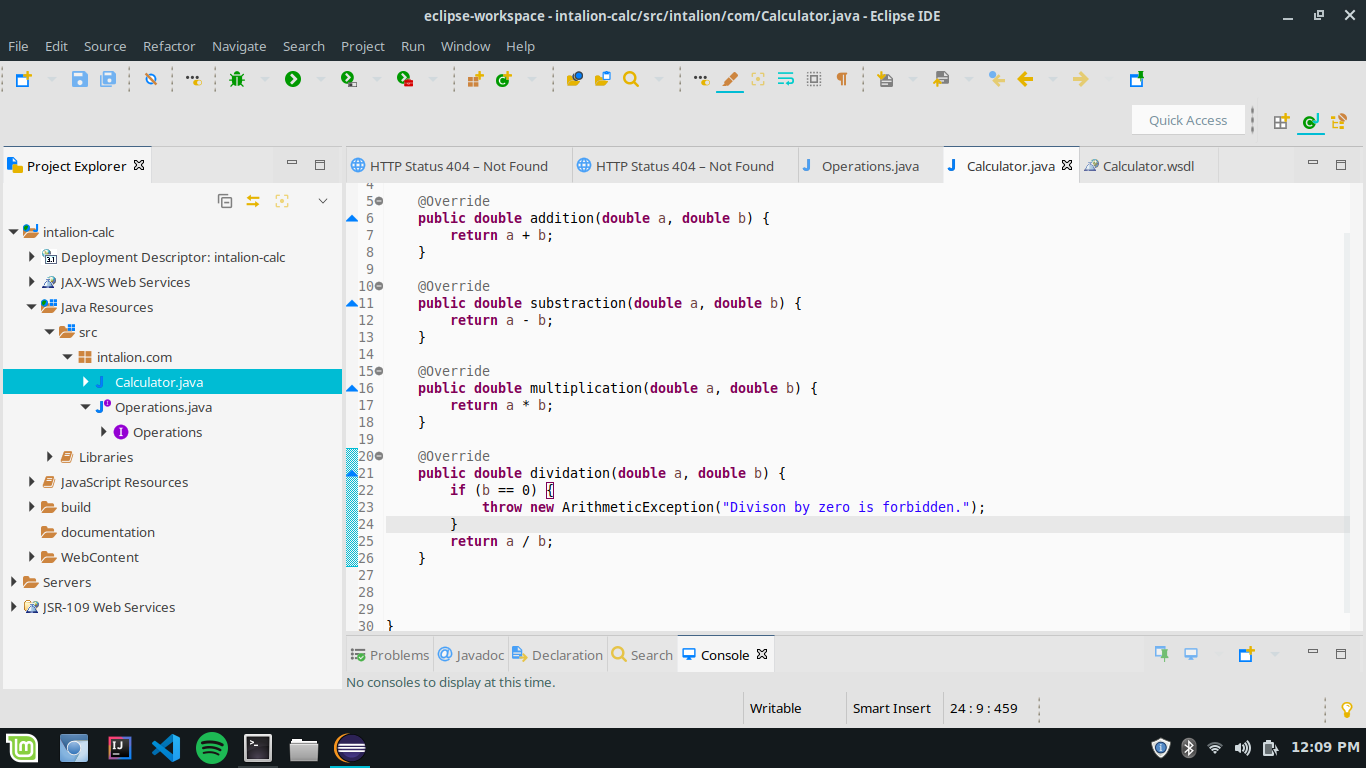 eclipse-workspace - intalion-calc/src/intalion/com/Calculator.java - Eclipse IDE
File Edit Source Refactor Navigate Search Project Run Window Help
Quick Access
Project Explorer
HTTP Status 404 – Not Found
HTTP Status 404 – Not Found
Operations.java
Calculator.java
Calculator.wsdl
intalion-calc
Deployment Descriptor: intalion-calc
JAX-WS Web Services
Java Resources
src
intalion.com
Calculator.java
Operations.java
Operations
Libraries
JavaScript Resources
build
documentation
WebContent
Servers
JSR-109 Web Services
4
5 @Override
6 public double addition(double a, double b) {
7 return a + b;
8 }
9
10 @Override
11 public double substraction(double a, double b) {
12 return a - b;
13 }
14
15 @Override
16 public double multiplication(double a, double b) {
17 return a * b;
18 }
19
20 @Override
21 public double dividation(double a, double b) {
22 if (b == 0) {
23 throw new ArithmeticException("Divison by zero is forbidden.");
24 }
25 return a / b;
26 }
27
28
29
30 }
Problems @ Javadoc Declaration Search Console
No consoles to display at this time.
Writable Smart Insert 24 : 9 : 459
12:09 PM